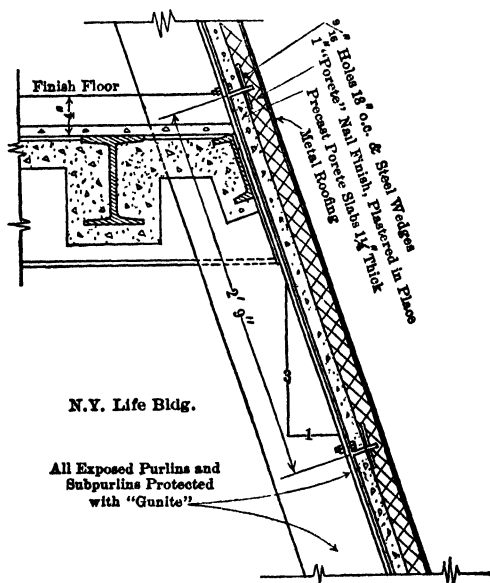 9/16" Holes 18" o.c. & Steel Wedges
1" "Porete" Nail Finish, Plastered in Place
Precast Porete Slabs 1¼" Thick
Metal Roofing
Finish Floor
2' 9"
3
1
N.Y. Life Bldg.
All Exposed Purlins and
Subpurlins Protected
with "Gunite"